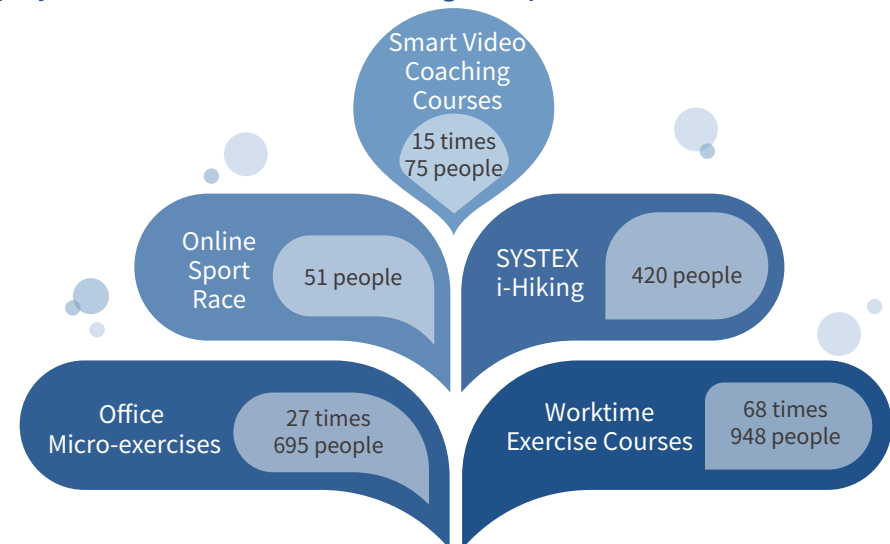 Smart Video
Coaching
Courses
15 times
75 people
Online
Sport
Race
51 people
SYSTEX
i-Hiking
420 people
Office
Micro-exercises
27 times
695 people
Worktime
Exercise Courses
68 times
948 people